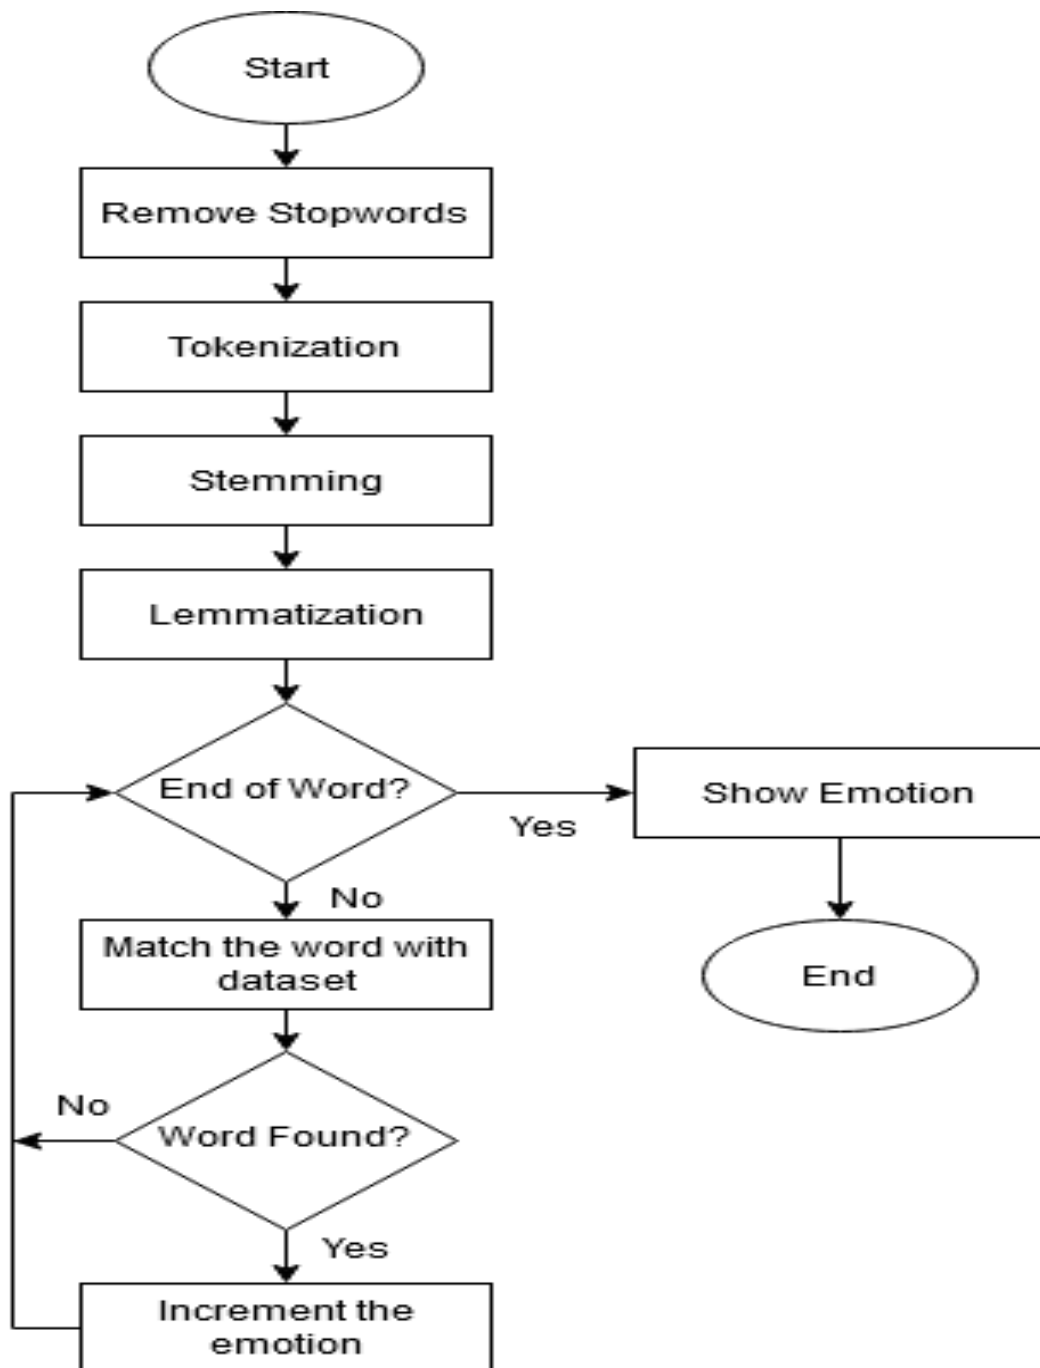 Start
Remove Stopwords
Tokenization
Stemming
Lemmatization
End of Word?
Yes
Show Emotion
No
Match the word with
dataset
End
No
Word Found?
Yes
Increment the
emotion